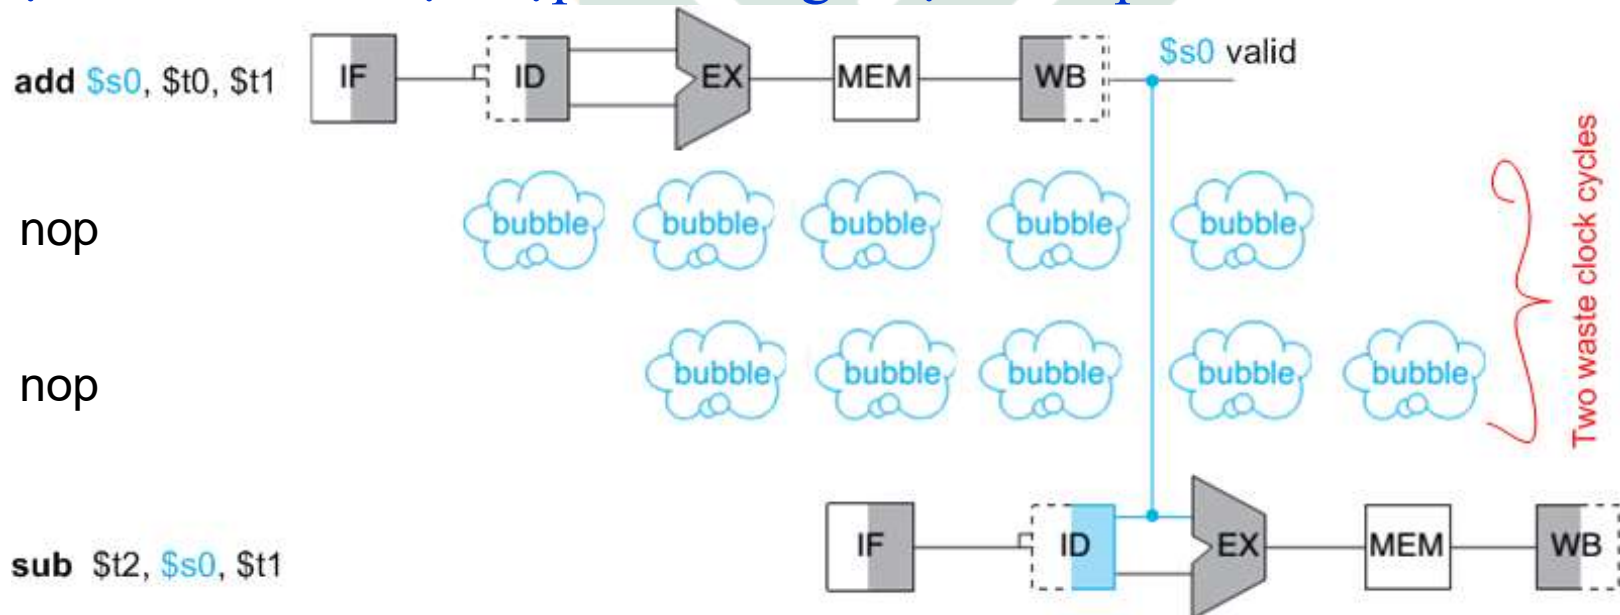 add $s0, $t0, $t1
IF ID EX MEM WB
$s0 valid
nop
bubble bubble bubble bubble bubble
nop
bubble bubble bubble bubble bubble
Two waste clock cycles
sub $t2, $s0, $t1
IF ID EX MEM WB